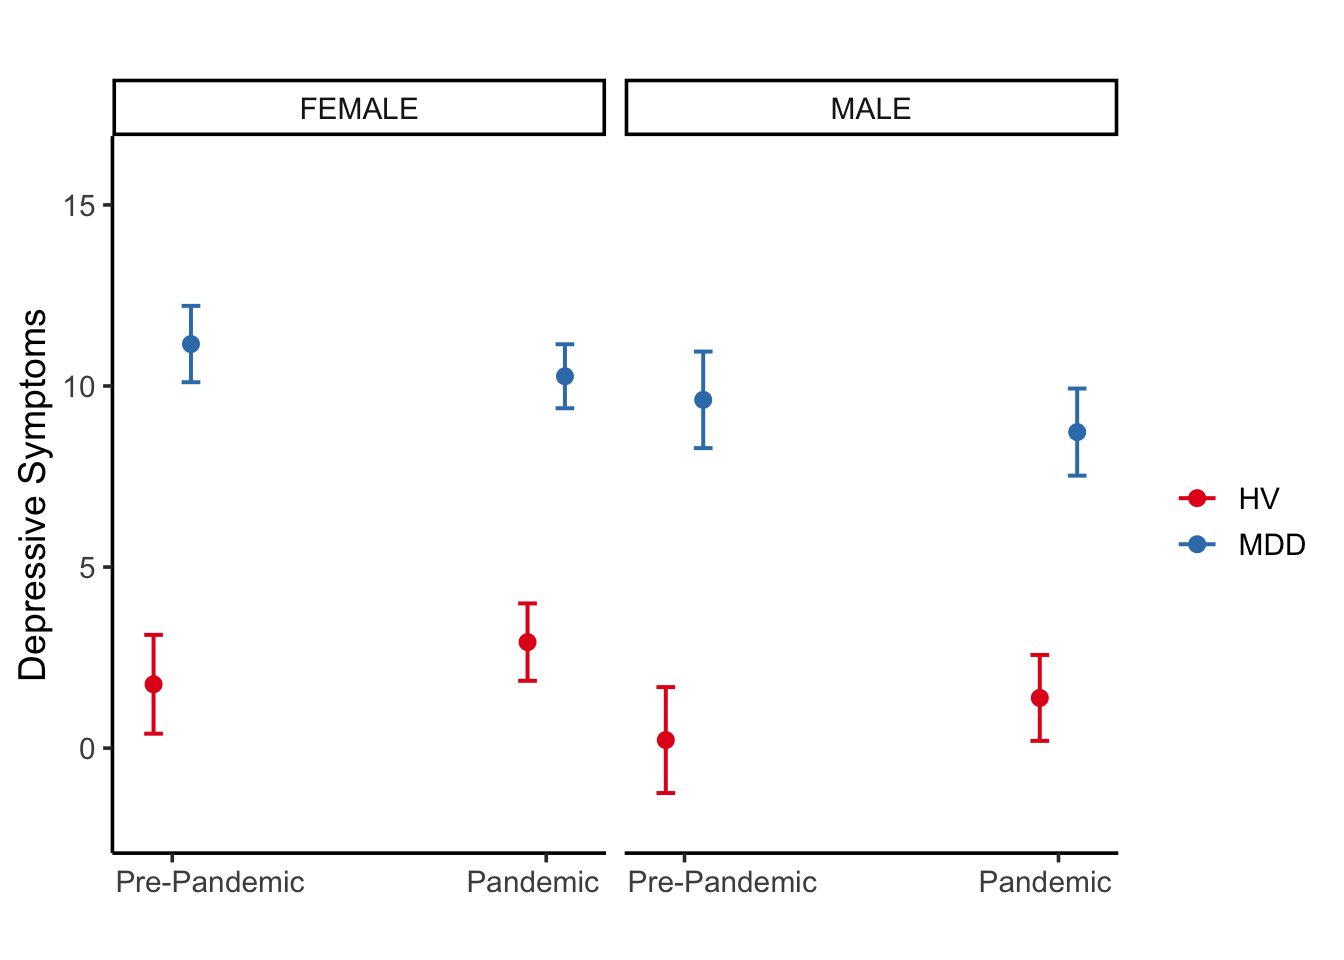 FEMALE
MALE
15
10
5
0
Depressive Symptoms
Pre-Pandemic
Pandemic
Pre-Pandemic
Pandemic
HV
MDD